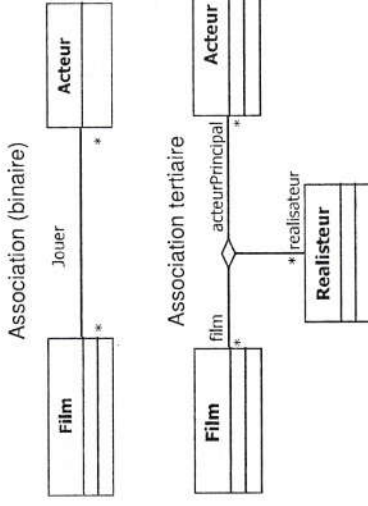 Association (binaire)
Film
Jouer
Acteur
*
*
Association tertiaire
Film
film
acteurPrincipal
Acteur
*
*
* realisateur
Realisteur